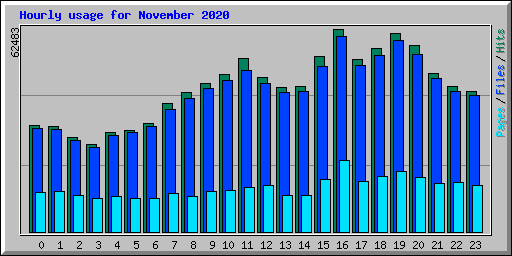 Hourly usage for November 2020
62483
Pages/Files/Hits
0 1 2 3 4 5 6 7 8 9 10 11 12 13 14 15 16 17 18 19 20 21 22 23